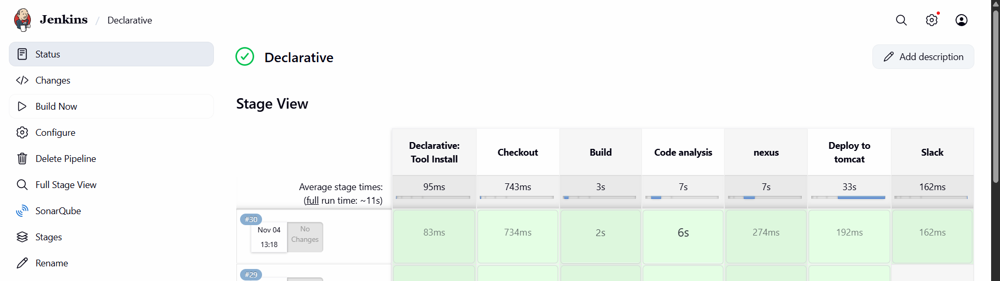 Jenkins / Declarative
Status
Changes
Build Now
Configure
Delete Pipeline
Full Stage View
SonarQube
Stages
Rename
Declarative
Add description
Stage View
Declarative: Tool Install
Checkout
Build
Code analysis
nexus
Deploy to tomcat
Slack
Average stage times:
(full run time: ~11s)
95ms
743ms
3s
7s
7s
33s
162ms
#30
Nov 04
13:18
No
Changes
83ms
734ms
2s
6s
274ms
192ms
162ms
#29